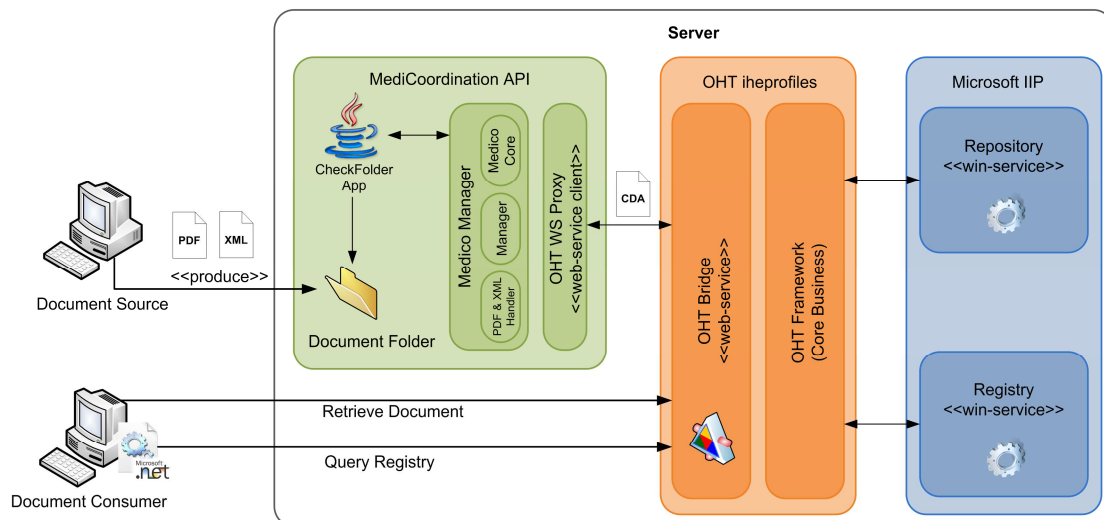 Server
MediCoordination API
CheckFolder
App
Document Folder
Medico Manager
Medico
Core
Manager
PDF & XML
Handler
OHT WS Proxy
<<web-service client>>
PDF
XML
<<produce>>
Document Source
CDA
OHT iheprofiles
OHT Bridge
<<web-service>>
OHT Framework
(Core Business)
Microsoft IIP
Repository
<<win-service>>
Registry
<<win-service>>
Retrieve Document
Query Registry
Microsoft
.net
Document Consumer